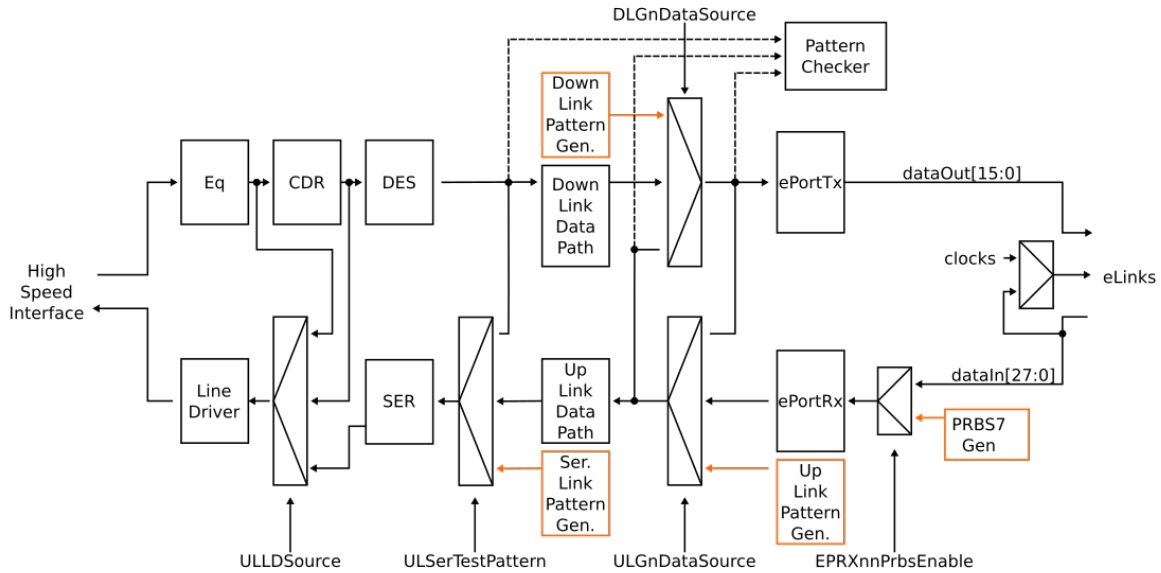 DLGnDataSource
Pattern
Checker
Down
Link
Pattern
Gen.
Eq
CDR
DES
Down
Link
Data
Path
ePortTx
dataOut[15:0]
clocks
eLinks
High
Speed
Interface
Line
Driver
SER
Up
Link
Data
Path
ePortRx
dataIn[27:0]
PRBS7
Gen
Ser.
Link
Pattern
Gen.
Up
Link
Pattern
Gen.
ULLDSource
ULSerTestPattern
ULGnDataSource
EPRXnnPrbsEnable